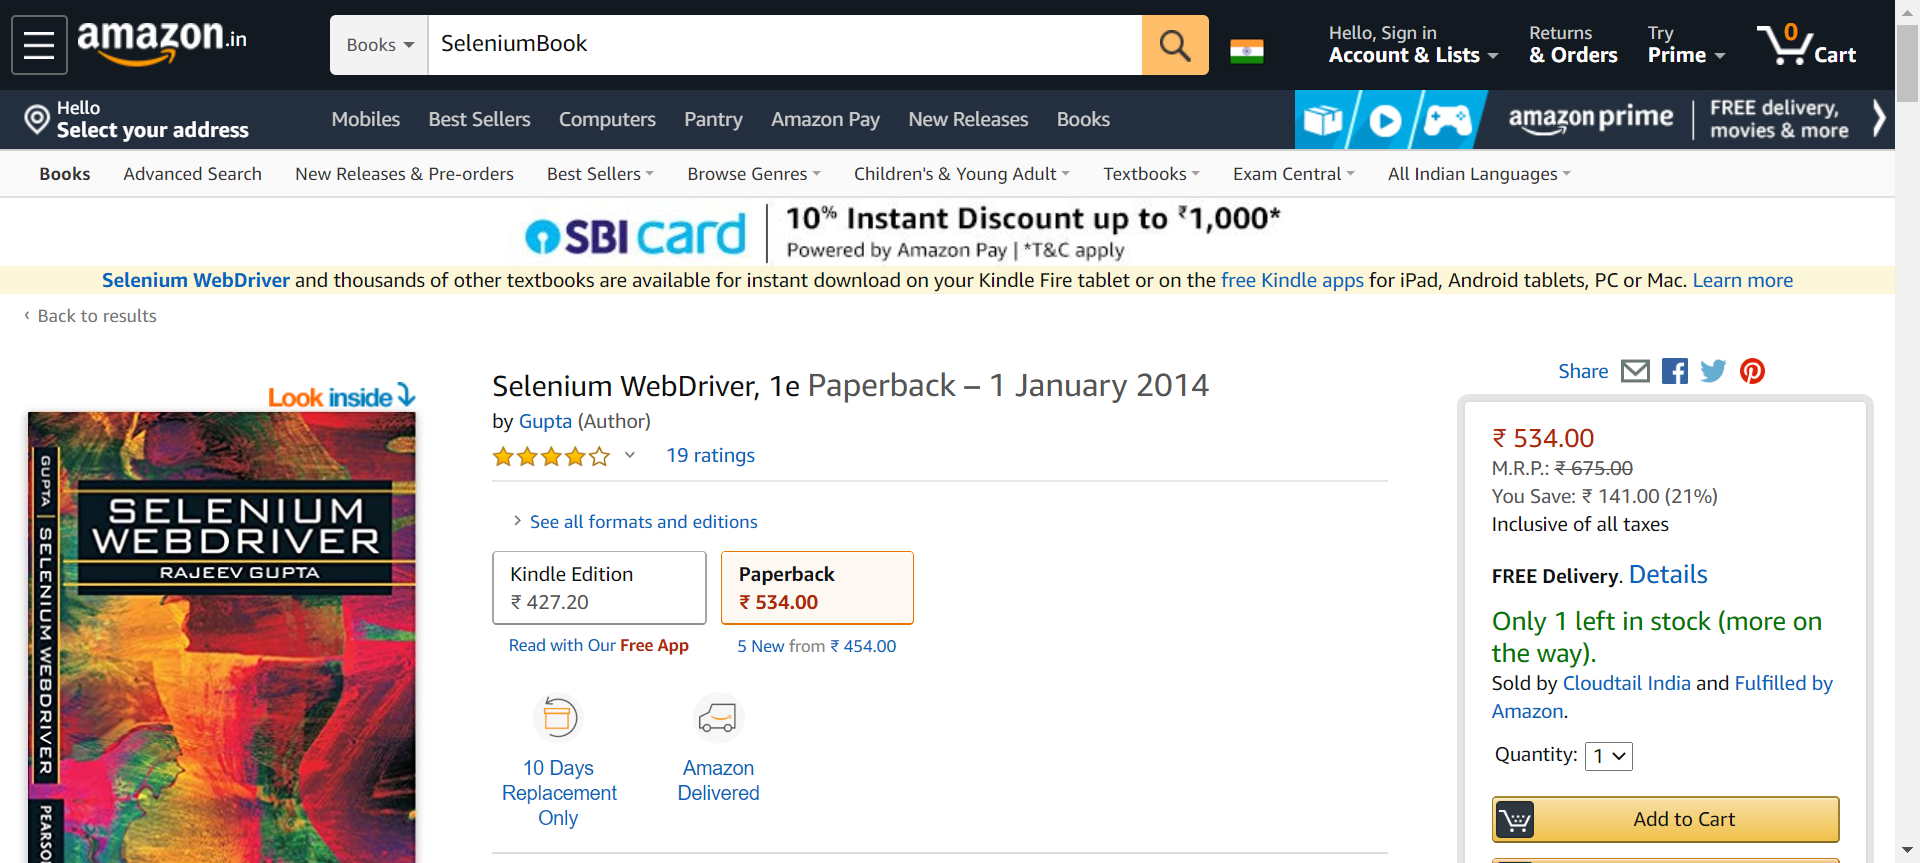 amazon.in
Books
SeleniumBook
Hello, Sign in
Account & Lists
Returns
& Orders
Try
Prime
0
Cart
Hello
Select your address
Mobiles Best Sellers Computers Pantry Amazon Pay New Releases Books
amazon prime
FREE delivery,
movies & more
Books Advanced Search New Releases & Pre-orders Best Sellers Browse Genres Children's & Young Adult Textbooks Exam Central All Indian Languages
SBI card
10% Instant Discount up to ₹1,000*
Powered by Amazon Pay | *T&C apply
Selenium WebDriver and thousands of other textbooks are available for instant download on your Kindle Fire tablet or on the free Kindle apps for iPad, Android tablets, PC or Mac. Learn more
‹ Back to results
Look inside
GUPTA
SELENIUM WEBDRIVER
SELENIUM
WEBDRIVER
RAJEEV GUPTA
Selenium WebDriver, 1e Paperback – 1 January 2014
by Gupta (Author)
19 ratings
See all formats and editions
Kindle Edition
₹ 427.20
Read with Our Free App
Paperback
₹ 534.00
5 New from ₹ 454.00
10 Days
Replacement
Only
Amazon
Delivered
Share
₹ 534.00
M.R.P.: ₹ 675.00
You Save: ₹ 141.00 (21%)
Inclusive of all taxes
FREE Delivery. Details
Only 1 left in stock (more on
the way).
Sold by Cloudtail India and Fulfilled by
Amazon.
Quantity: 1
Add to Cart